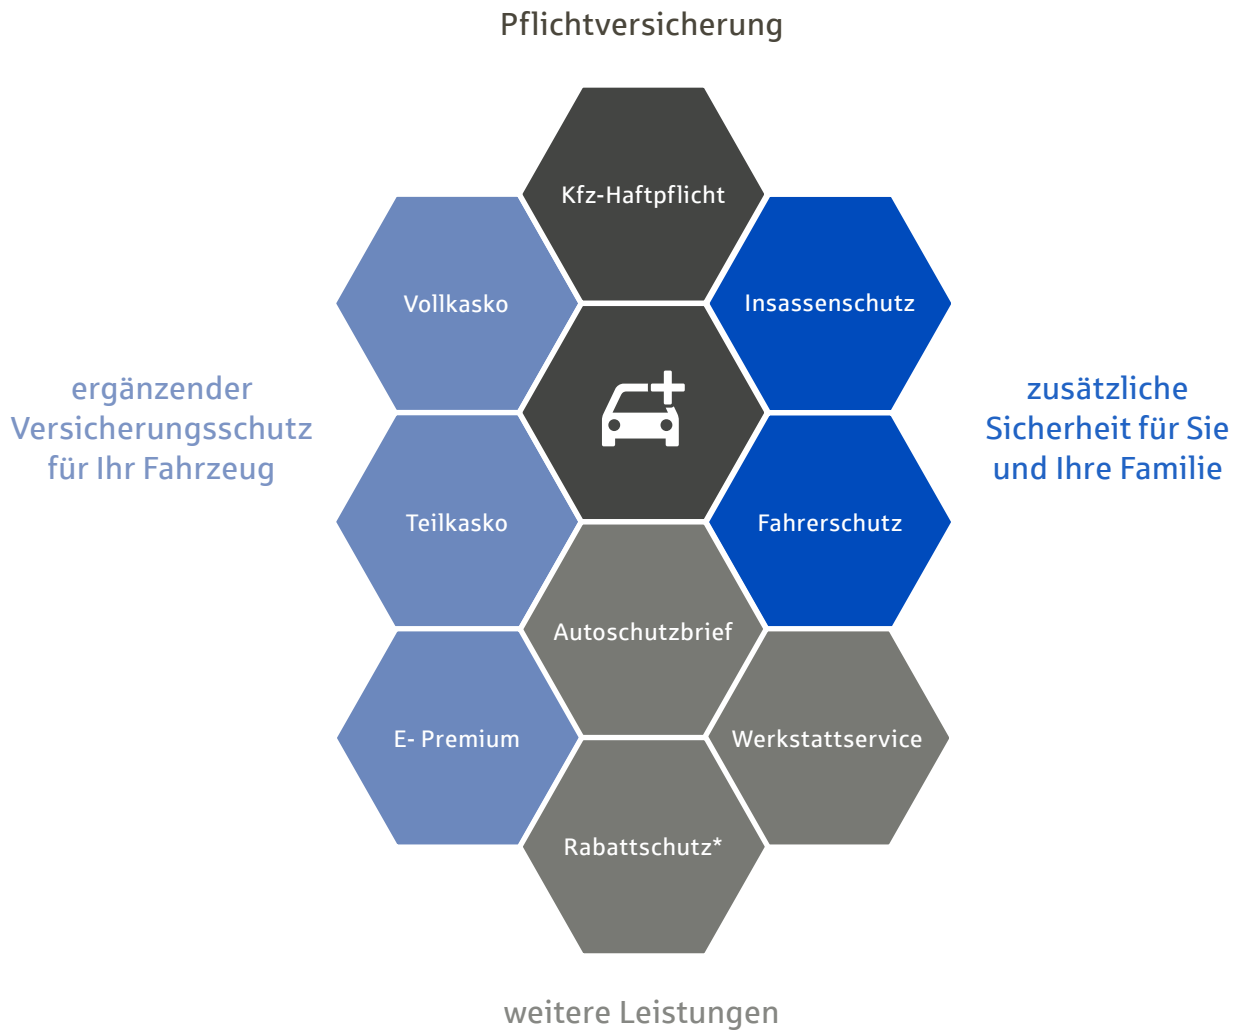 Pflichtversicherung
Kfz-Haftpflicht
Vollkasko
Insassenschutz
ergänzender
Versicherungsschutz
für Ihr Fahrzeug
zusätzliche
Sicherheit für Sie
und Ihre Familie
Teilkasko
Fahrerschutz
Autoschutzbrief
E- Premium
Werkstattservice
Rabattschutz*
weitere Leistungen